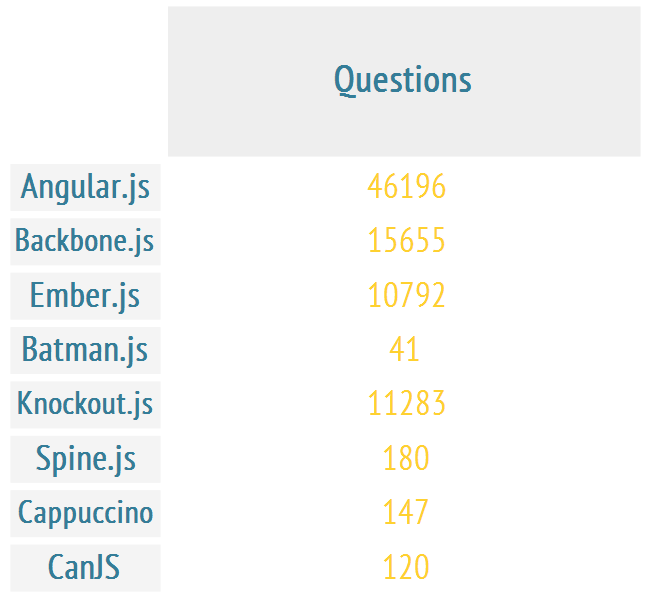 Questions
Angular.js 46196
Backbone.js 15655
Ember.js 10792
Batman.js 41
Knockout.js 11283
Spine.js 180
Cappuccino 147
CanJS 120